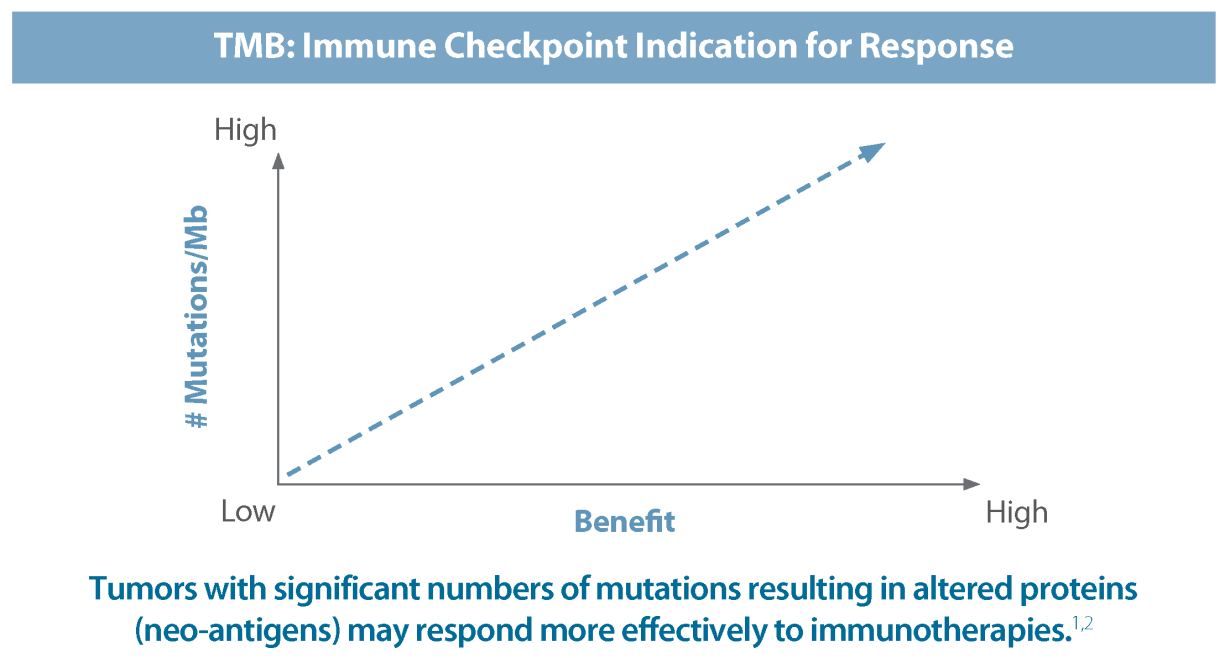 TMB: Immune Checkpoint Indication for Response
High
# Mutations/Mb
Low
Benefit
High
Tumors with significant numbers of mutations resulting in altered proteins
(neo-antigens) may respond more effectively to immunotherapies.1,2